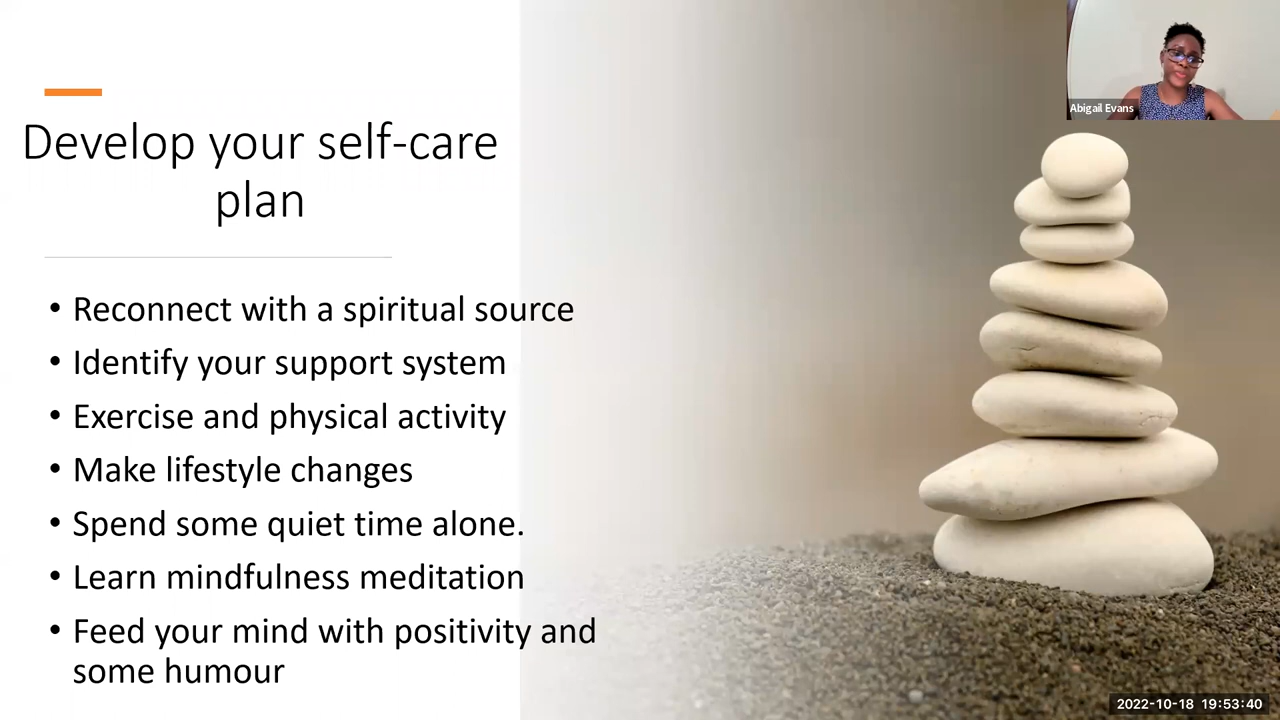 Abigail Evans
Develop your self-care
plan
• Reconnect with a spiritual source
• Identify your support system
• Exercise and physical activity
• Make lifestyle changes
• Spend some quiet time alone.
• Learn mindfulness meditation
• Feed your mind with positivity and
some humour
2022-10-18 19:53:40